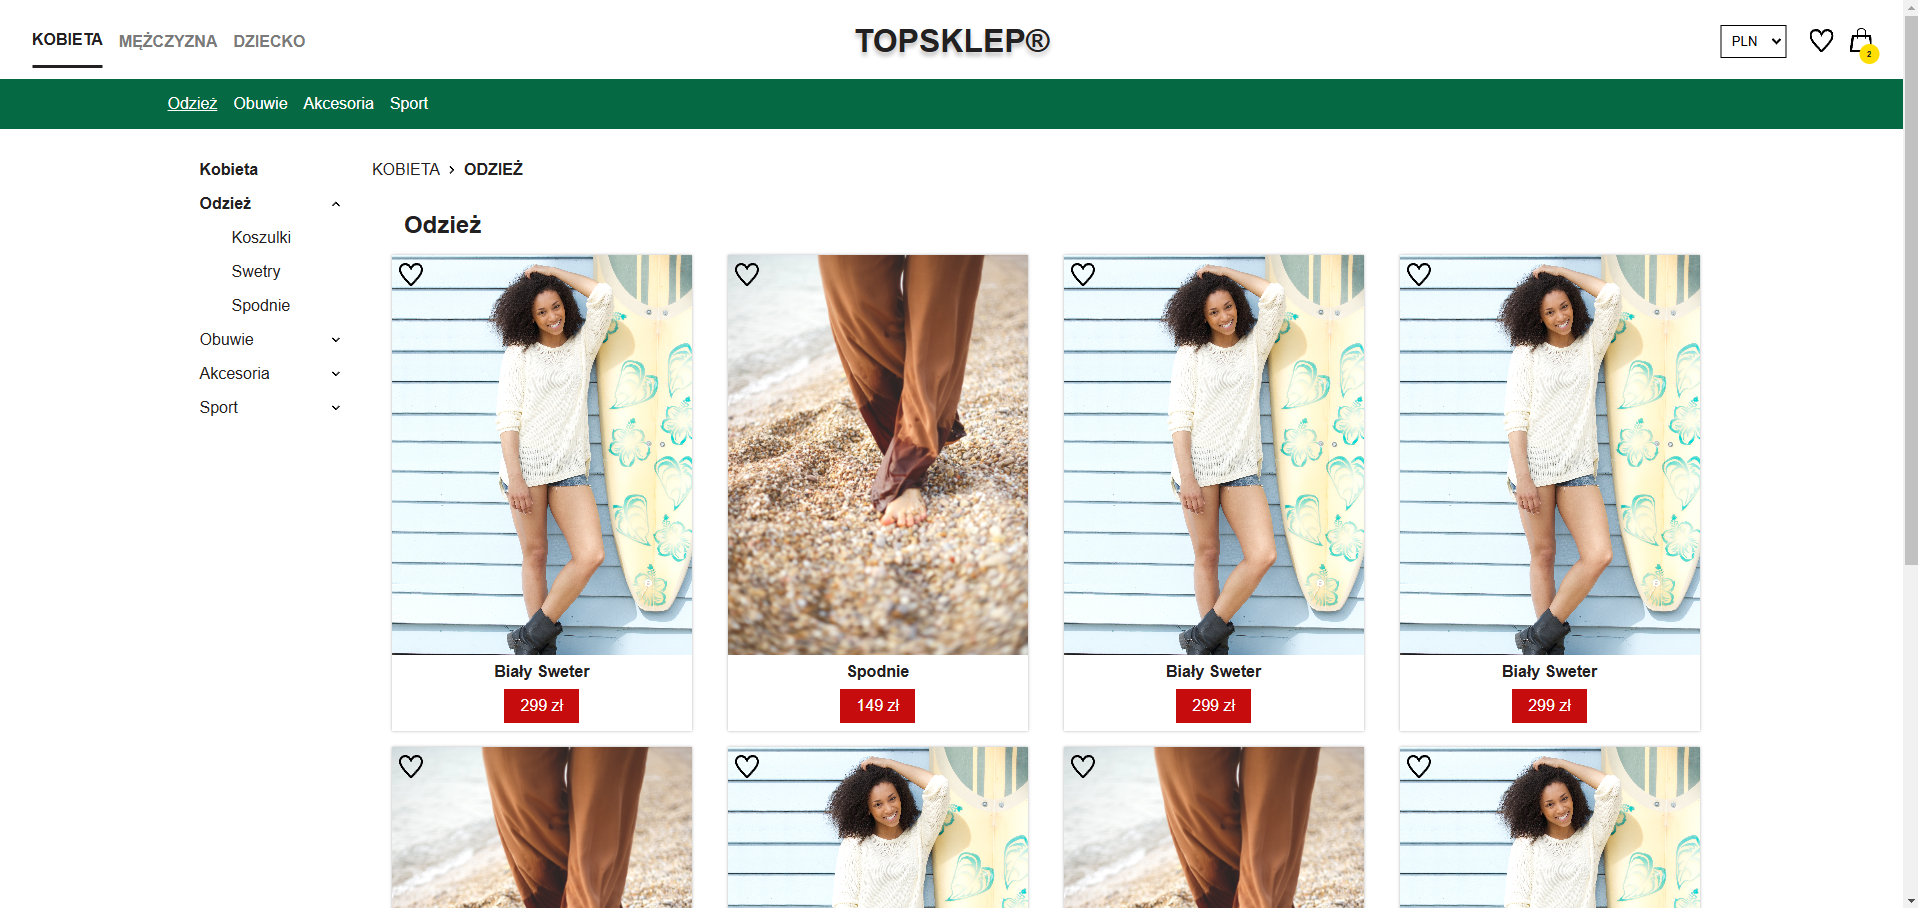 KOBIETA MĘŻCZYZNA DZIECKO TOPSKLEP® PLN 2
Odzież Obuwie Akcesoria Sport
Kobieta
Odzież
Koszulki
Swetry
Spodnie
Obuwie
Akcesoria
Sport
KOBIETA › ODZIEŻ
Odzież
Biały Sweter
299 zł
Spodnie
149 zł
Biały Sweter
299 zł
Biały Sweter
299 zł